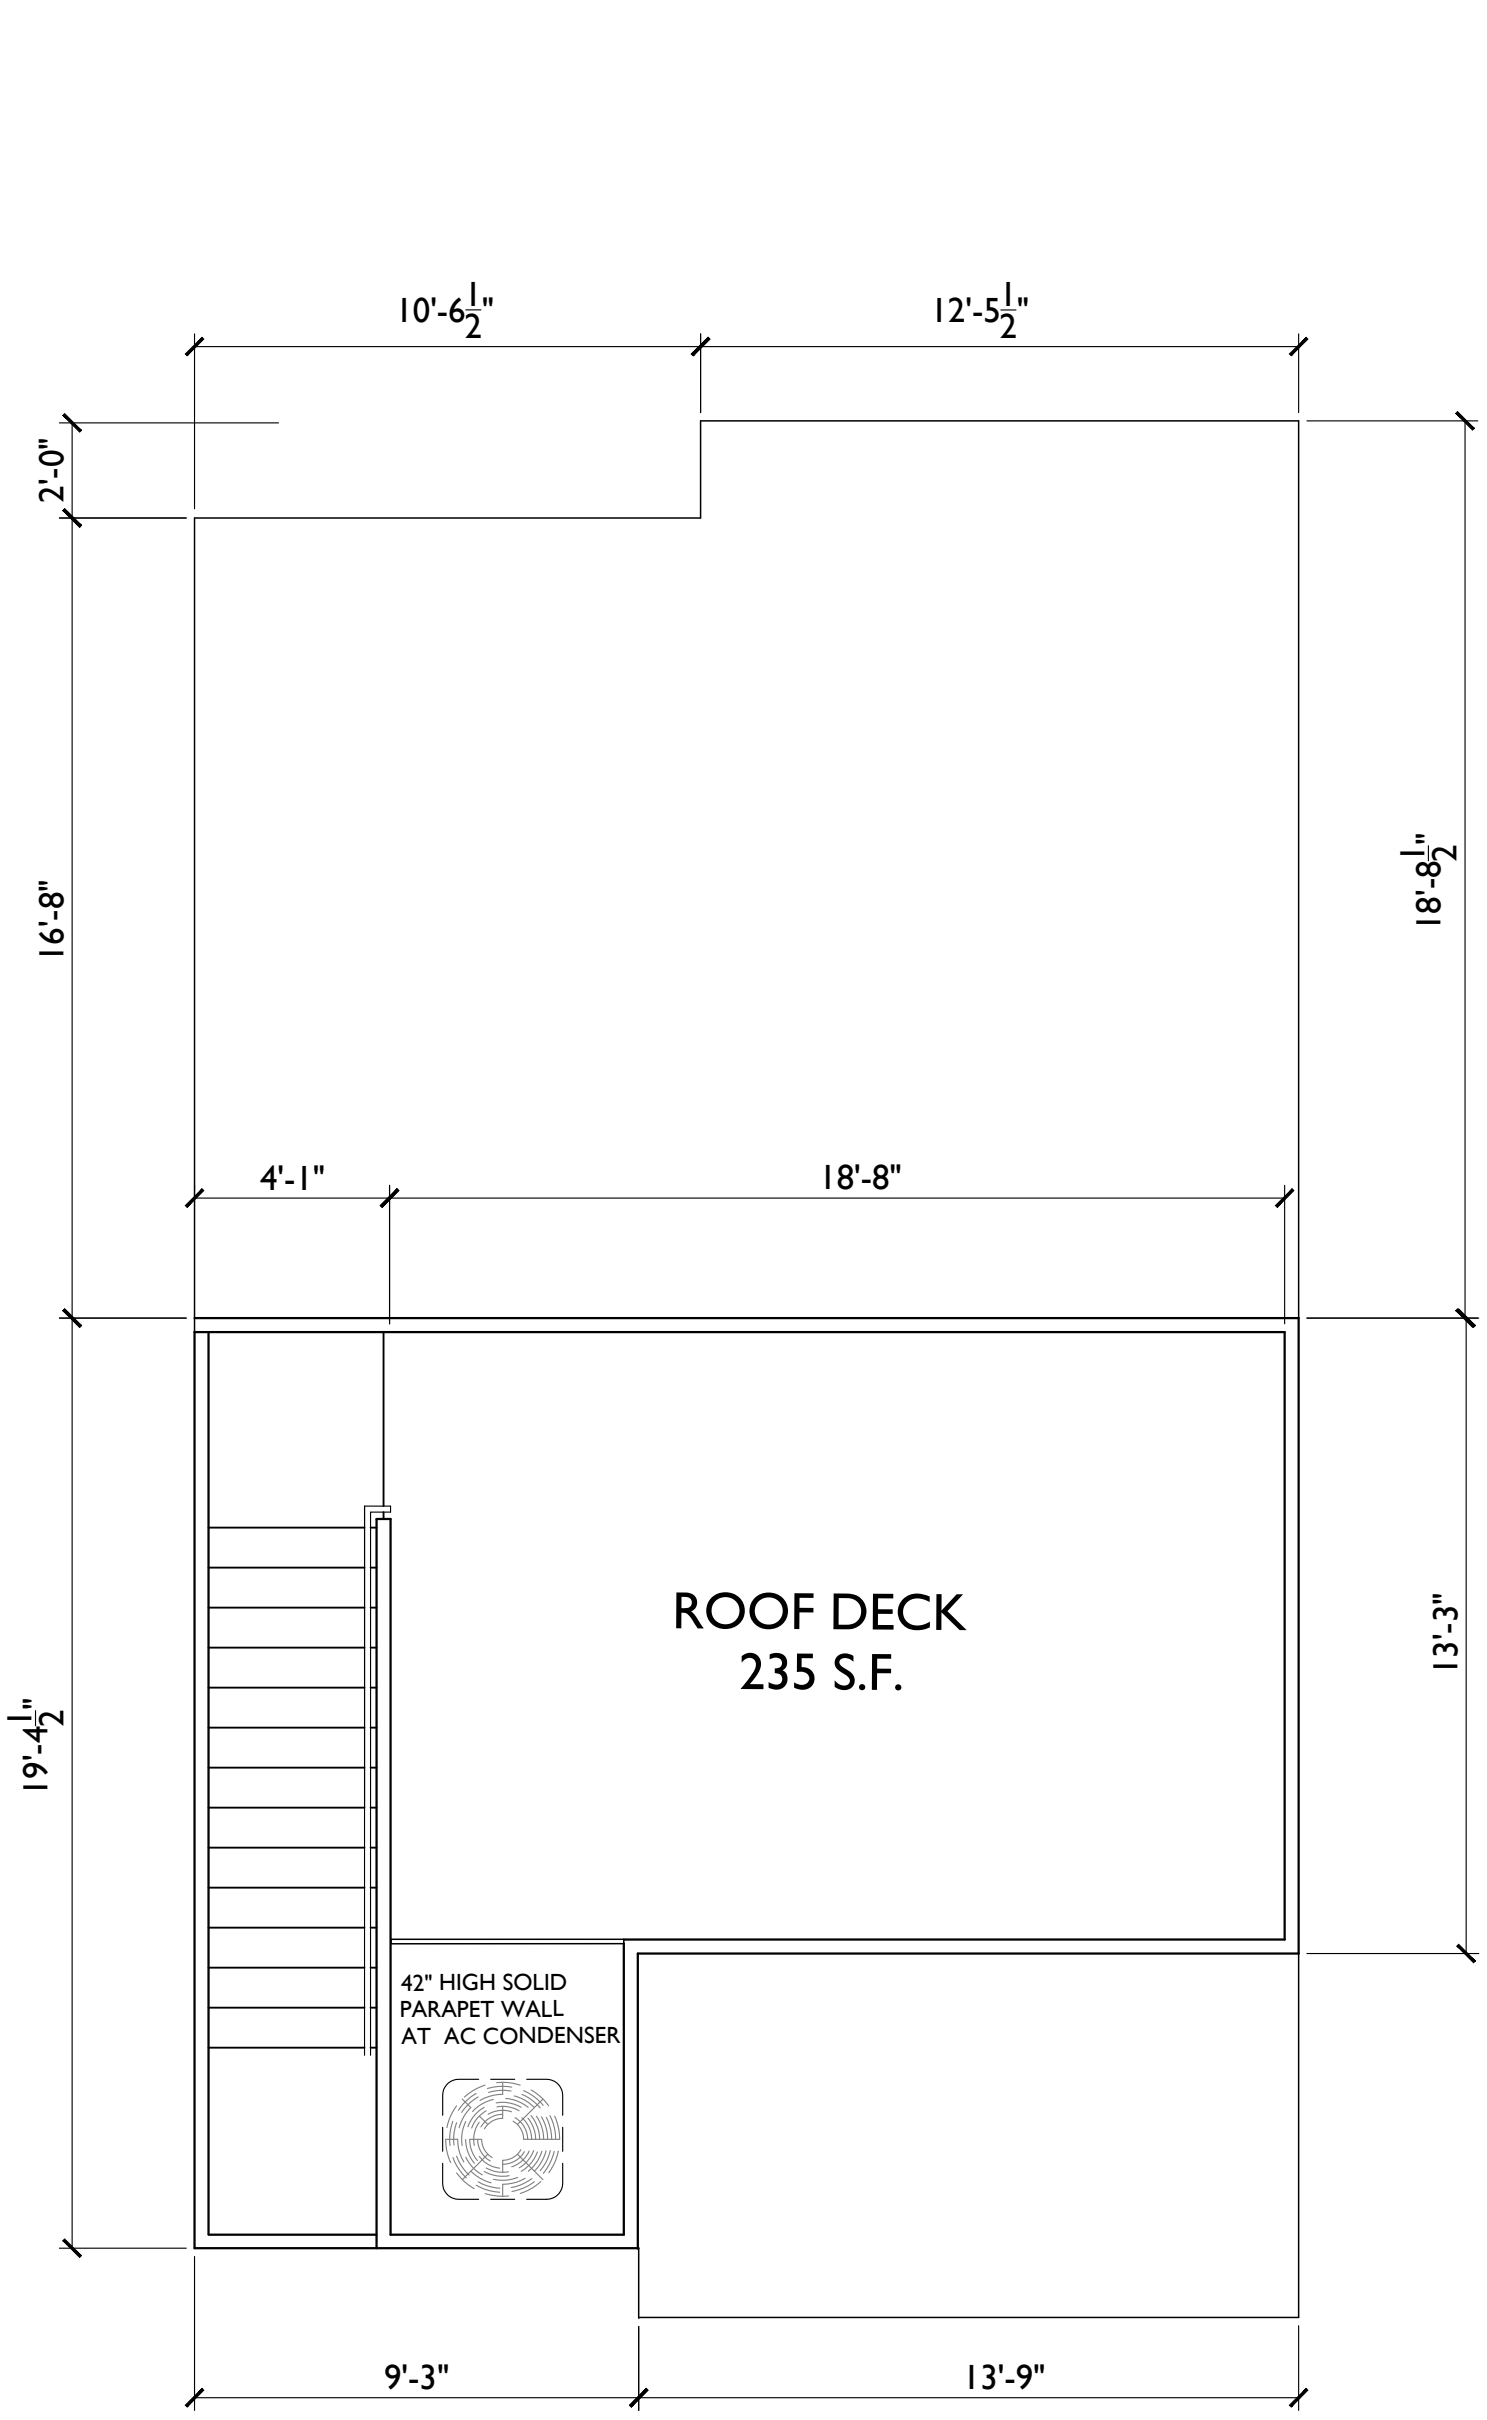 10'-6 1/2"
12'-5 1/2"
2'-0"
16'-8"
18'-8 1/2"
4'-1"
18'-8"
ROOF DECK
235 S.F.
13'-3"
19'-4 1/2"
42" HIGH SOLID
PARAPET WALL
AT AC CONDENSER
9'-3"
13'-9"